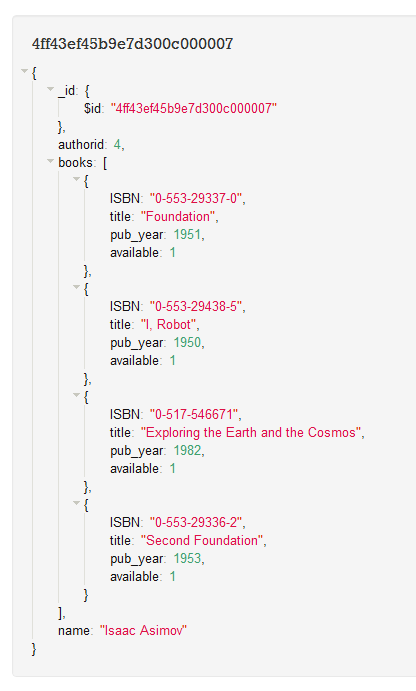 4ff43ef45b9e7d300c000007
{
_id: {
$id: "4ff43ef45b9e7d300c000007"
},
authorid: 4,
books: [
{
ISBN: "0-553-29337-0",
title: "Foundation",
pub_year: 1951,
available: 1
},
{
ISBN: "0-553-29438-5",
title: "I, Robot",
pub_year: 1950,
available: 1
},
{
ISBN: "0-517-546671",
title: "Exploring the Earth and the Cosmos",
pub_year: 1982,
available: 1
},
{
ISBN: "0-553-29336-2",
title: "Second Foundation",
pub_year: 1953,
available: 1
}
],
name: "Isaac Asimov"
}